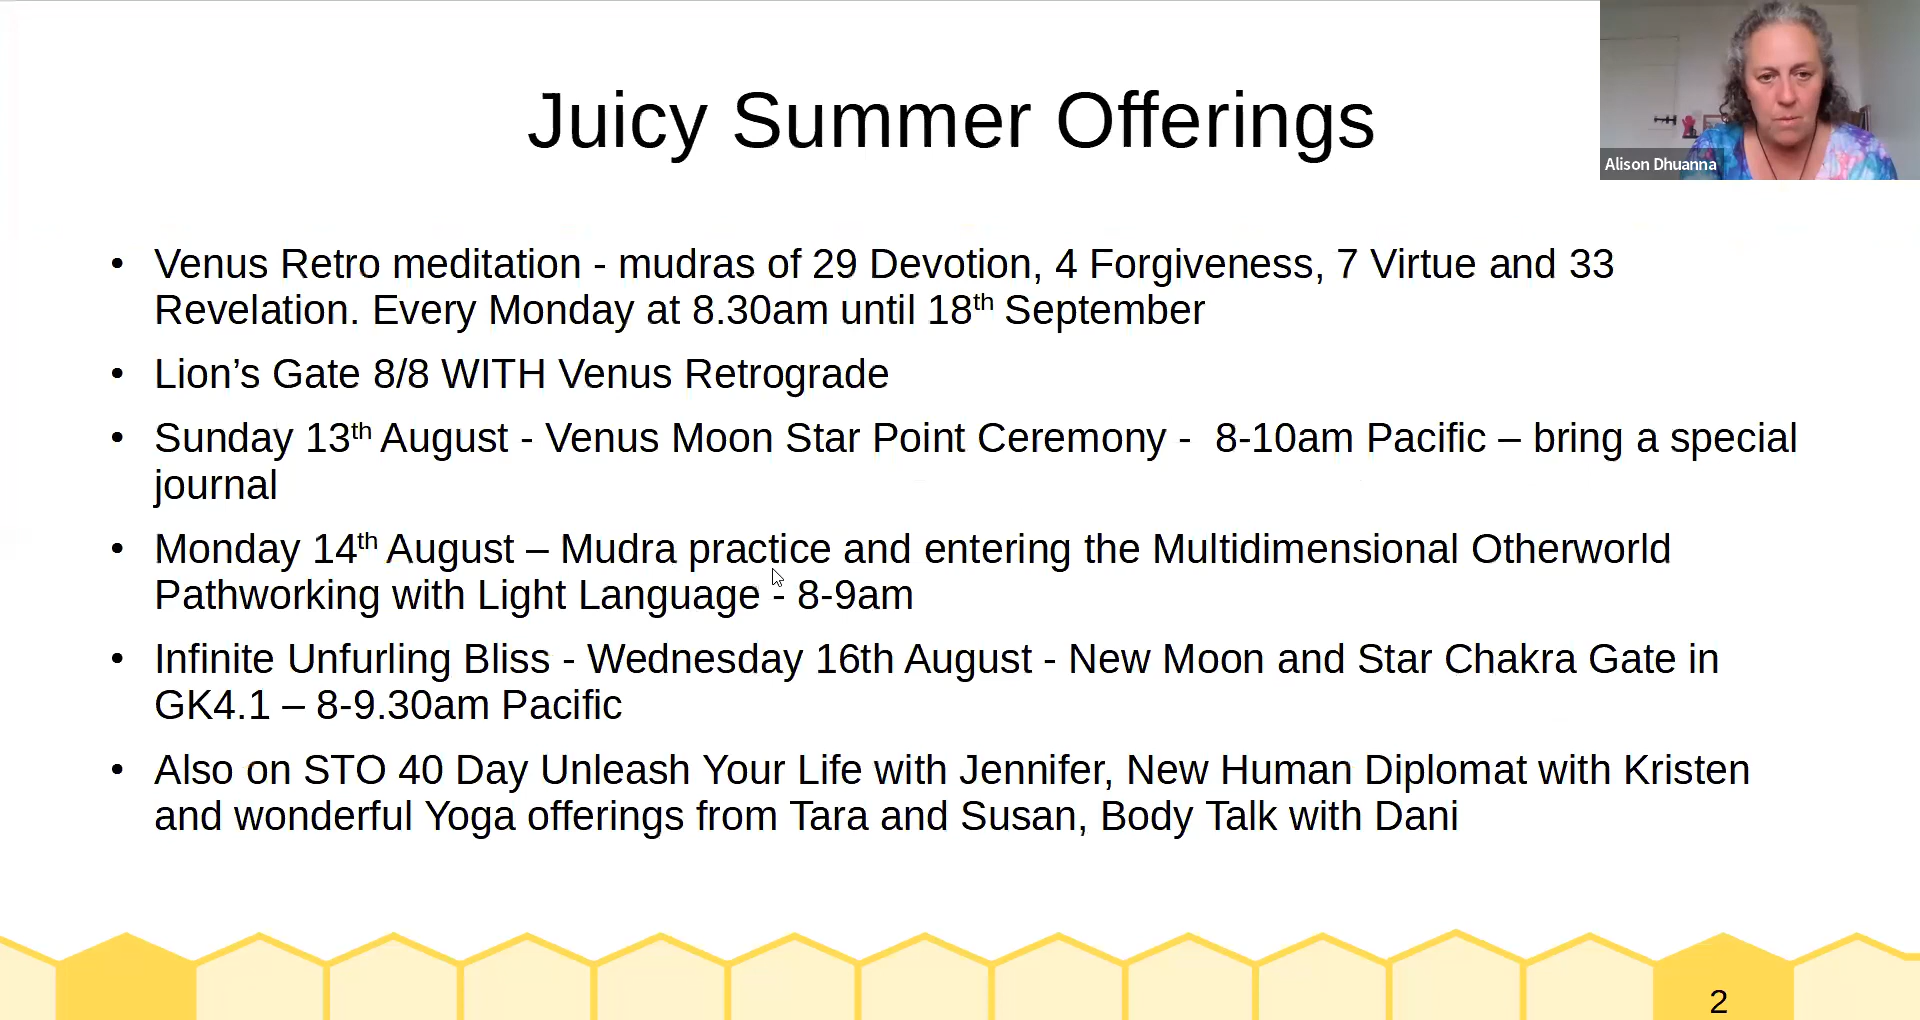 Juicy Summer Offerings
Alison Dhuanna
• Venus Retro meditation - mudras of 29 Devotion, 4 Forgiveness, 7 Virtue and 33
Revelation. Every Monday at 8.30am until 18th September
• Lion’s Gate 8/8 WITH Venus Retrograde
• Sunday 13th August - Venus Moon Star Point Ceremony -  8-10am Pacific – bring a special
journal
• Monday 14th August – Mudra practice and entering the Multidimensional Otherworld
Pathworking with Light Language - 8-9am
• Infinite Unfurling Bliss - Wednesday 16th August - New Moon and Star Chakra Gate in
GK4.1 – 8-9.30am Pacific
• Also on STO 40 Day Unleash Your Life with Jennifer, New Human Diplomat with Kristen
and wonderful Yoga offerings from Tara and Susan, Body Talk with Dani
2